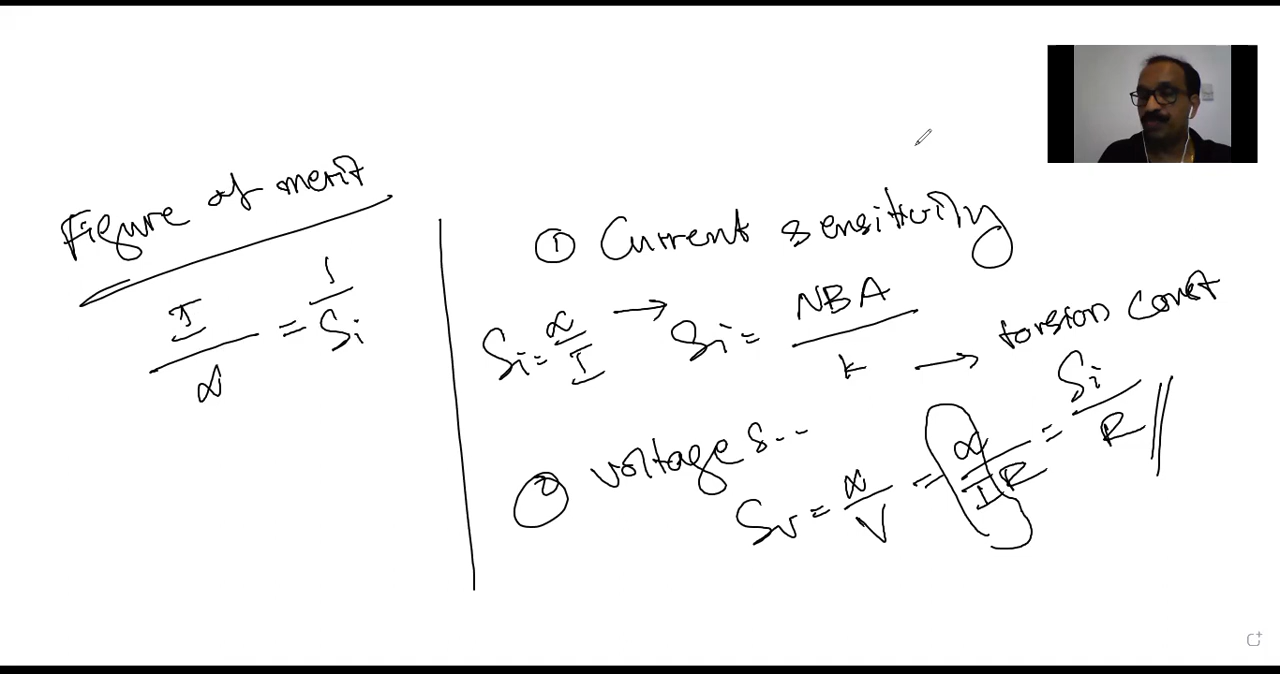 Figure of merit
I/α = 1/Si
① Current sensitivity
Si = α/I → Si = NBA/k → torsion const
② voltage s..
Sv = α/V = α/IR = Si/R